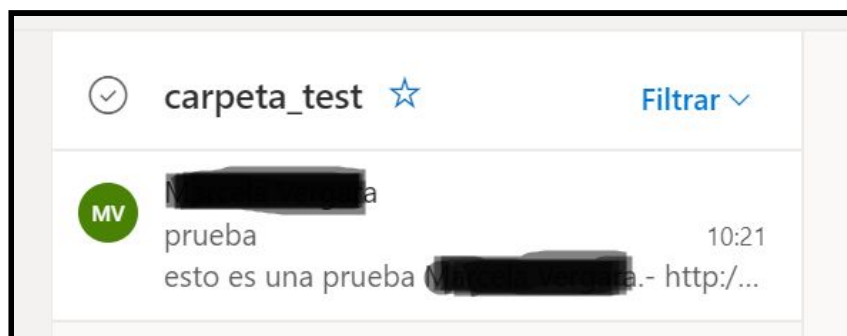 carpeta_test
Filtrar
MV
prueba
10:21
esto es una prueba .- http:/...